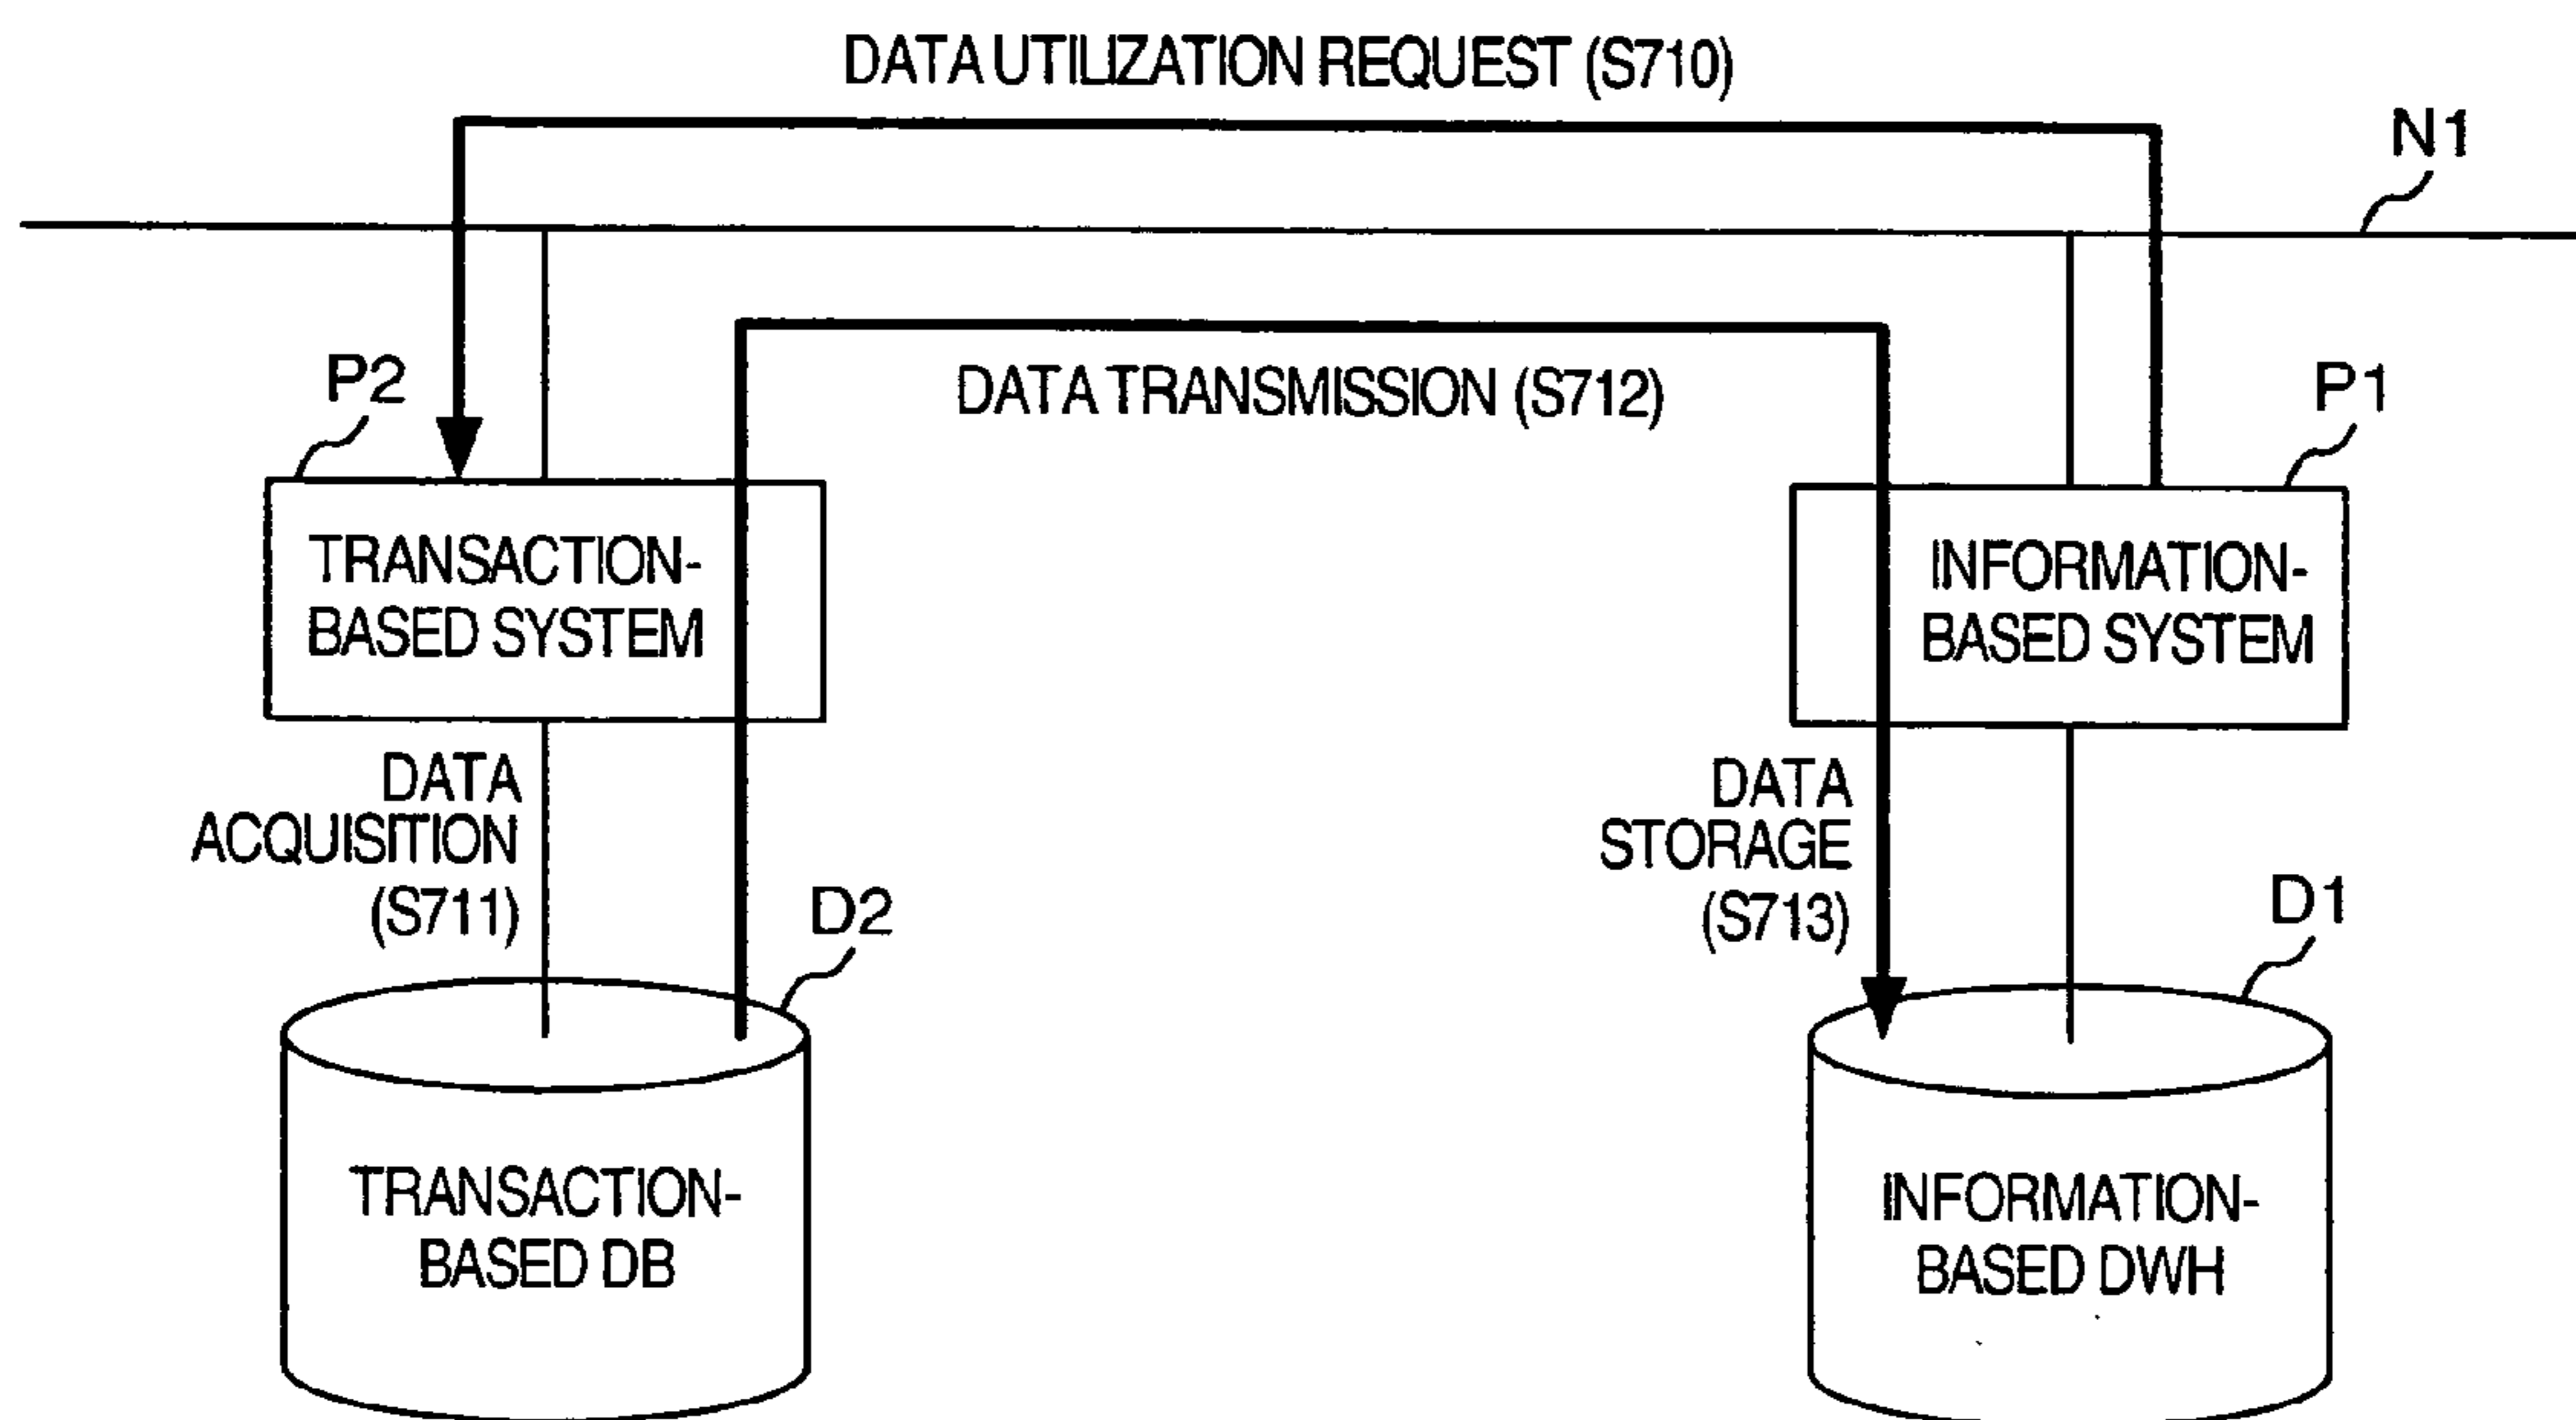 DATA UTILIZATION REQUEST (S710)
N1
P2
DATA TRANSMISSION (S712)
P1
TRANSACTION-
BASED SYSTEM
INFORMATION-
BASED SYSTEM
DATA
ACQUISITION
(S711)
DATA
STORAGE
(S713)
D2
D1
TRANSACTION-
BASED DB
INFORMATION-
BASED DWH